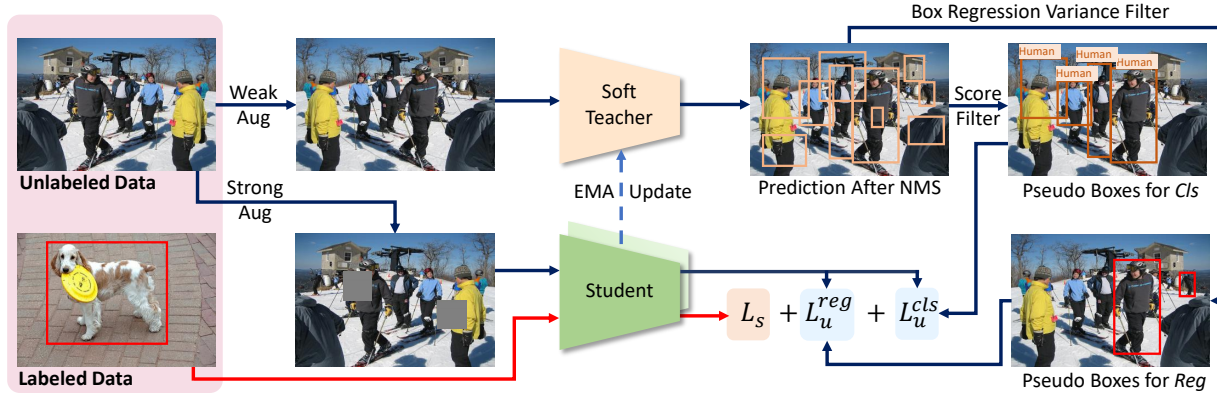 Box Regression Variance Filter
Weak
Aug
Soft
Teacher
Score
Filter
Human
Human
Human
Human
Unlabeled Data
Strong
Aug
EMA Update
Prediction After NMS
Pseudo Boxes for Cls
Student
L_s + L_u^{reg} + L_u^{cls}
Labeled Data
Pseudo Boxes for Reg